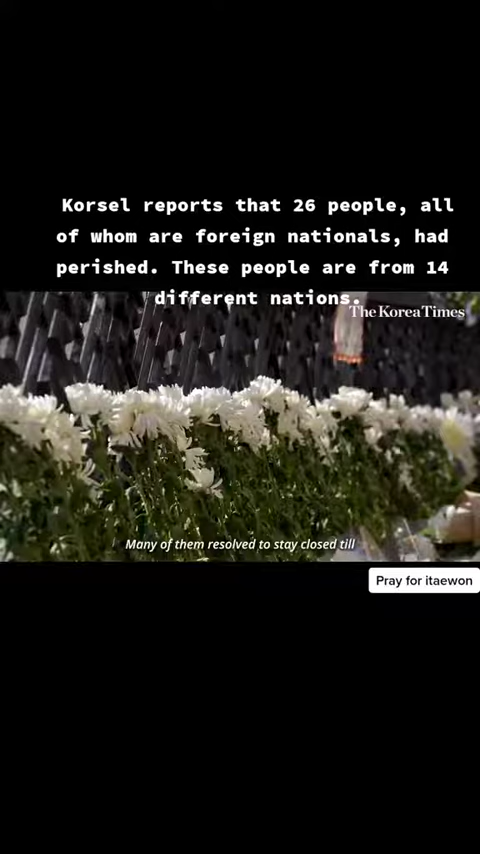 Korsel reports that 26 people, all
of whom are foreign nationals, had
perished. These people are from 14
different nations.
The Korea Times
Many of them resolved to stay closed till
Pray for itaewon